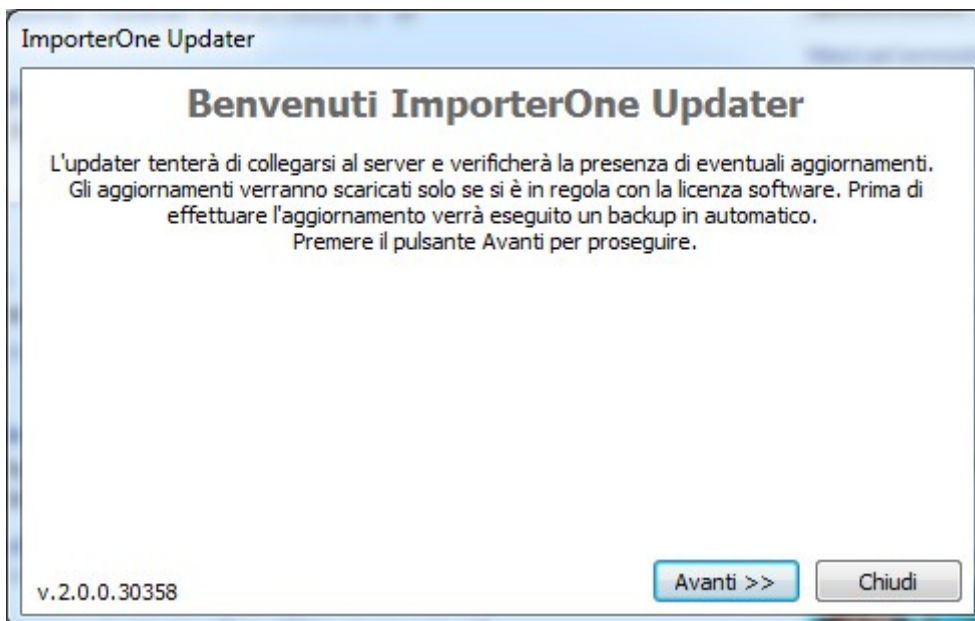 ImporterOne Updater
Benvenuti ImporterOne Updater
L'updater tenterà di collegarsi al server e verificherà la presenza di eventuali aggiornamenti.
Gli aggiornamenti verranno scaricati solo se si è in regola con la licenza software. Prima di
effettuare l'aggiornamento verrà eseguito un backup in automatico.
Premere il pulsante Avanti per proseguire.
v.2.0.0.30358
Avanti >>
Chiudi